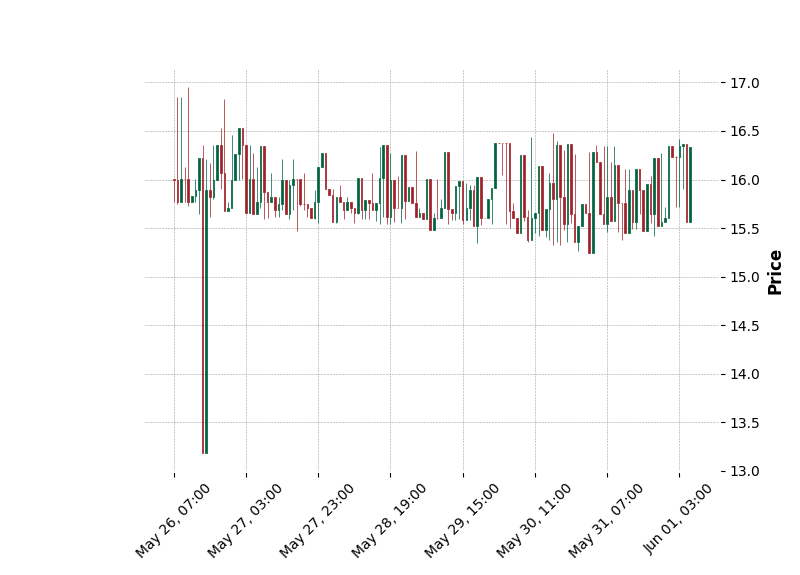 17.0
16.5
16.0
15.5
15.0
14.5
14.0
13.5
13.0
Price
May 26, 07:00
May 27, 03:00
May 27, 23:00
May 28, 19:00
May 29, 15:00
May 30, 11:00
May 31, 07:00
Jun 01, 03:00